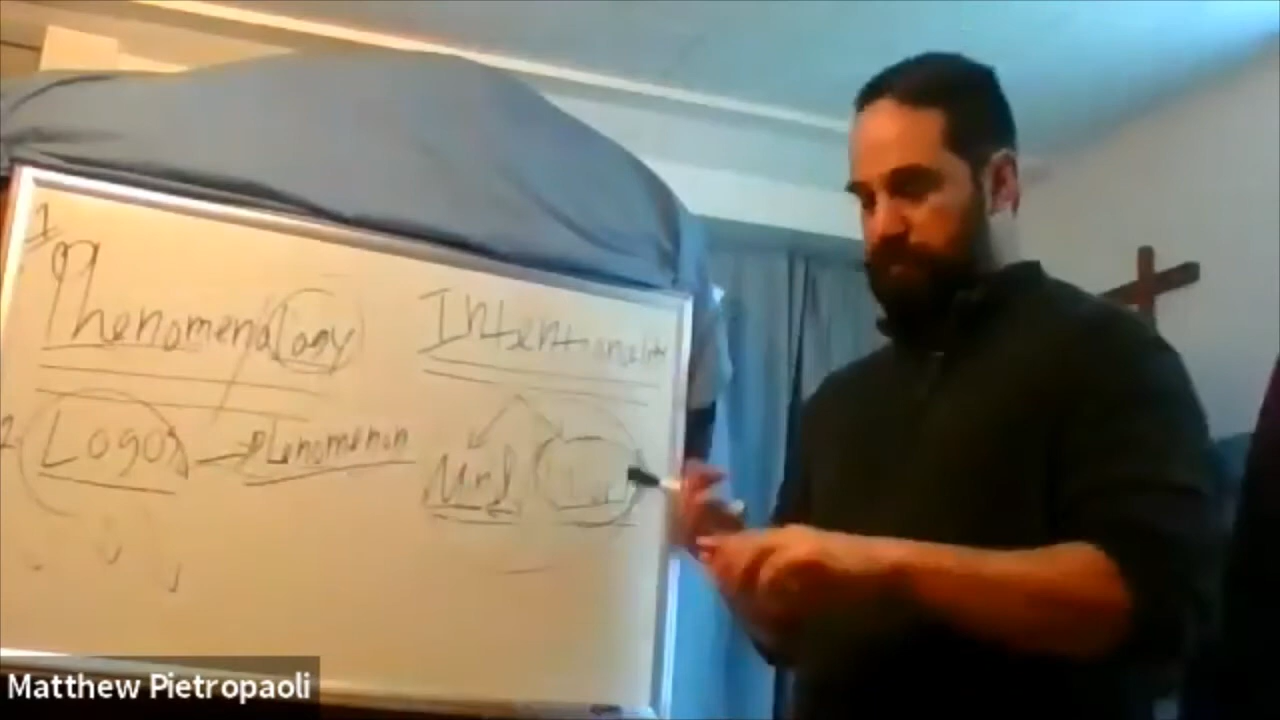 1
Phenomenology
Intentionality
2 Logos → Phenomenon
Mind
Matthew Pietropaoli